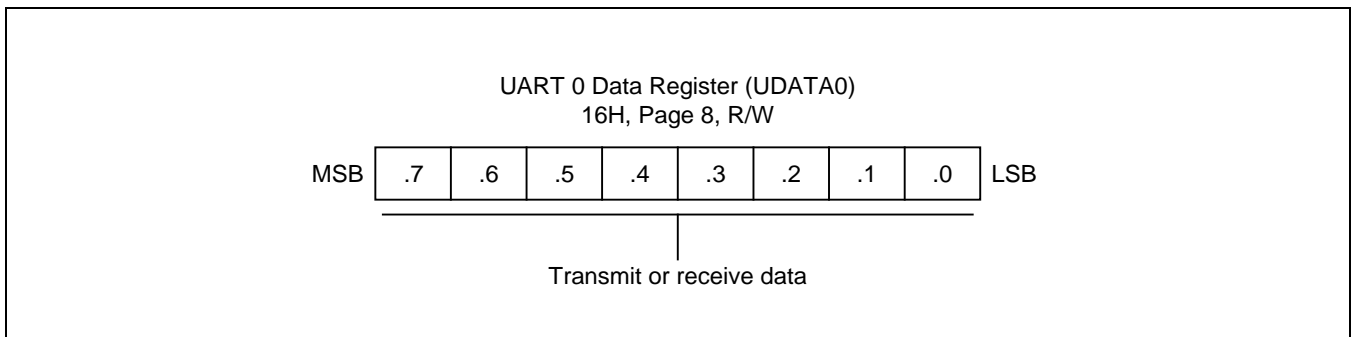 UART 0 Data Register (UDATA0)
16H, Page 8, R/W
MSB .7 .6 .5 .4 .3 .2 .1 .0 LSB
Transmit or receive data